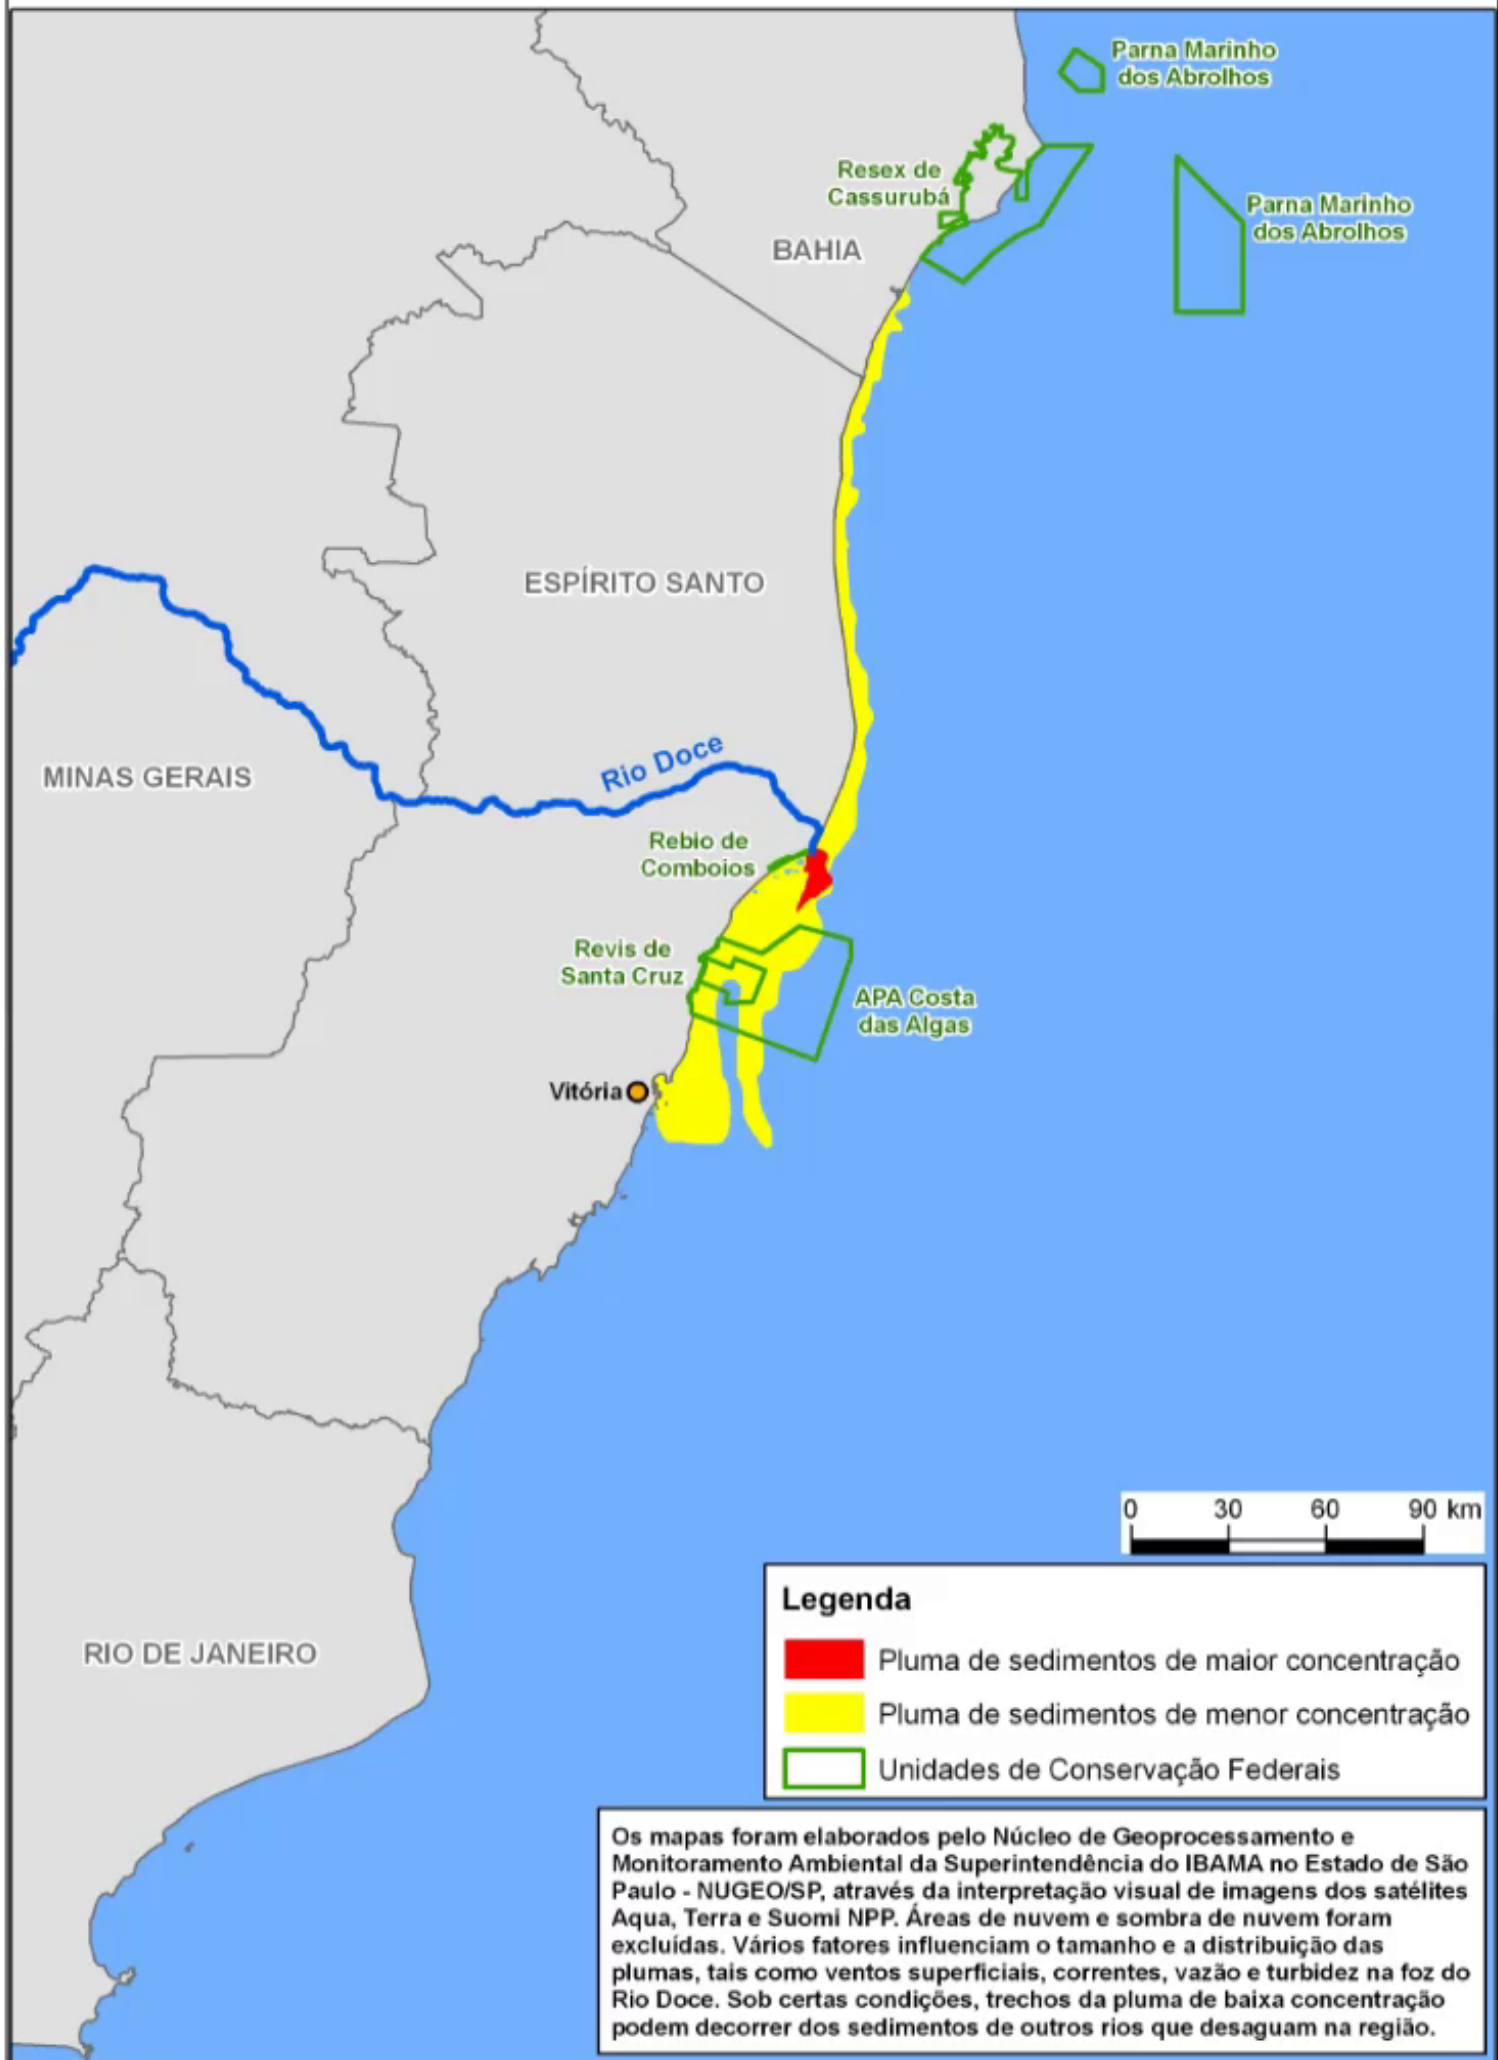 Parna Marinho
dos Abrolhos
Resex de
Cassurubá
Parna Marinho
dos Abrolhos
BAHIA
ESPÍRITO SANTO
Rio Doce
MINAS GERAIS
Rebio de
Comboios
Revis de
Santa Cruz
APA Costa
das Algas
Vitória
0 30 60 90 km
Legenda
Pluma de sedimentos de maior concentração
Pluma de sedimentos de menor concentração
Unidades de Conservação Federais
RIO DE JANEIRO
Os mapas foram elaborados pelo Núcleo de Geoprocessamento e
Monitoramento Ambiental da Superintendência do IBAMA no Estado de São
Paulo - NUGEO/SP, através da interpretação visual de imagens dos satélites
Aqua, Terra e Suomi NPP. Áreas de nuvem e sombra de nuvem foram
excluídas. Vários fatores influenciam o tamanho e a distribuição das
plumas, tais como ventos superficiais, correntes, vazão e turbidez na foz do
Rio Doce. Sob certas condições, trechos da pluma de baixa concentração
podem decorrer dos sedimentos de outros rios que desaguam na região.